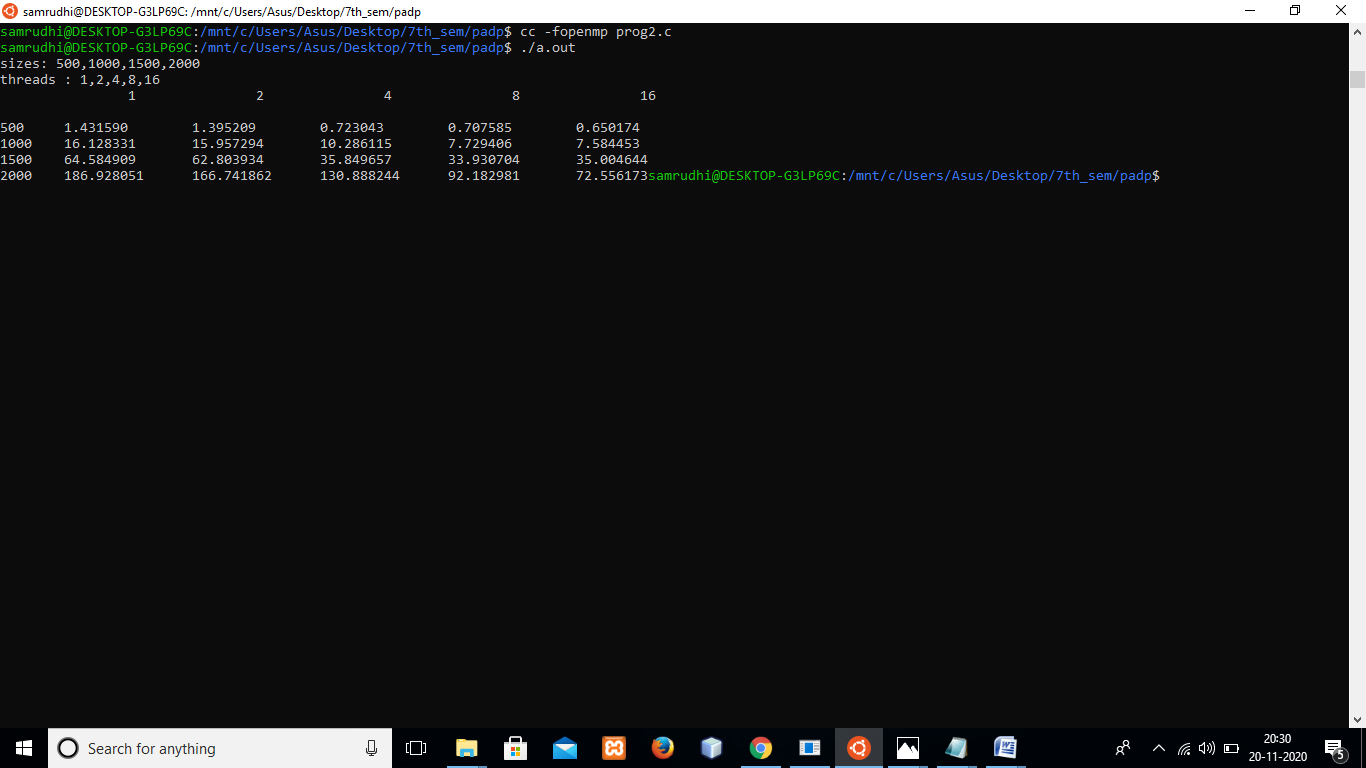 samrudhi@DESKTOP-G3LP69C: /mnt/c/Users/Asus/Desktop/7th_sem/padp
samrudhi@DESKTOP-G3LP69C:/mnt/c/Users/Asus/Desktop/7th_sem/padp$ cc -fopenmp prog2.c
samrudhi@DESKTOP-G3LP69C:/mnt/c/Users/Asus/Desktop/7th_sem/padp$ ./a.out
sizes: 500,1000,1500,2000
threads : 1,2,4,8,16
1 2 4 8 16
500 1.431590 1.395209 0.723043 0.707585 0.650174
1000 16.128331 15.957294 10.286115 7.729406 7.584453
1500 64.584909 62.803934 35.849657 33.930704 35.004644
2000 186.928051 166.741862 130.888244 92.182981 72.556173samrudhi@DESKTOP-G3LP69C:/mnt/c/Users/Asus/Desktop/7th_sem/padp$
Search for anything
20:30
20-11-2020
5